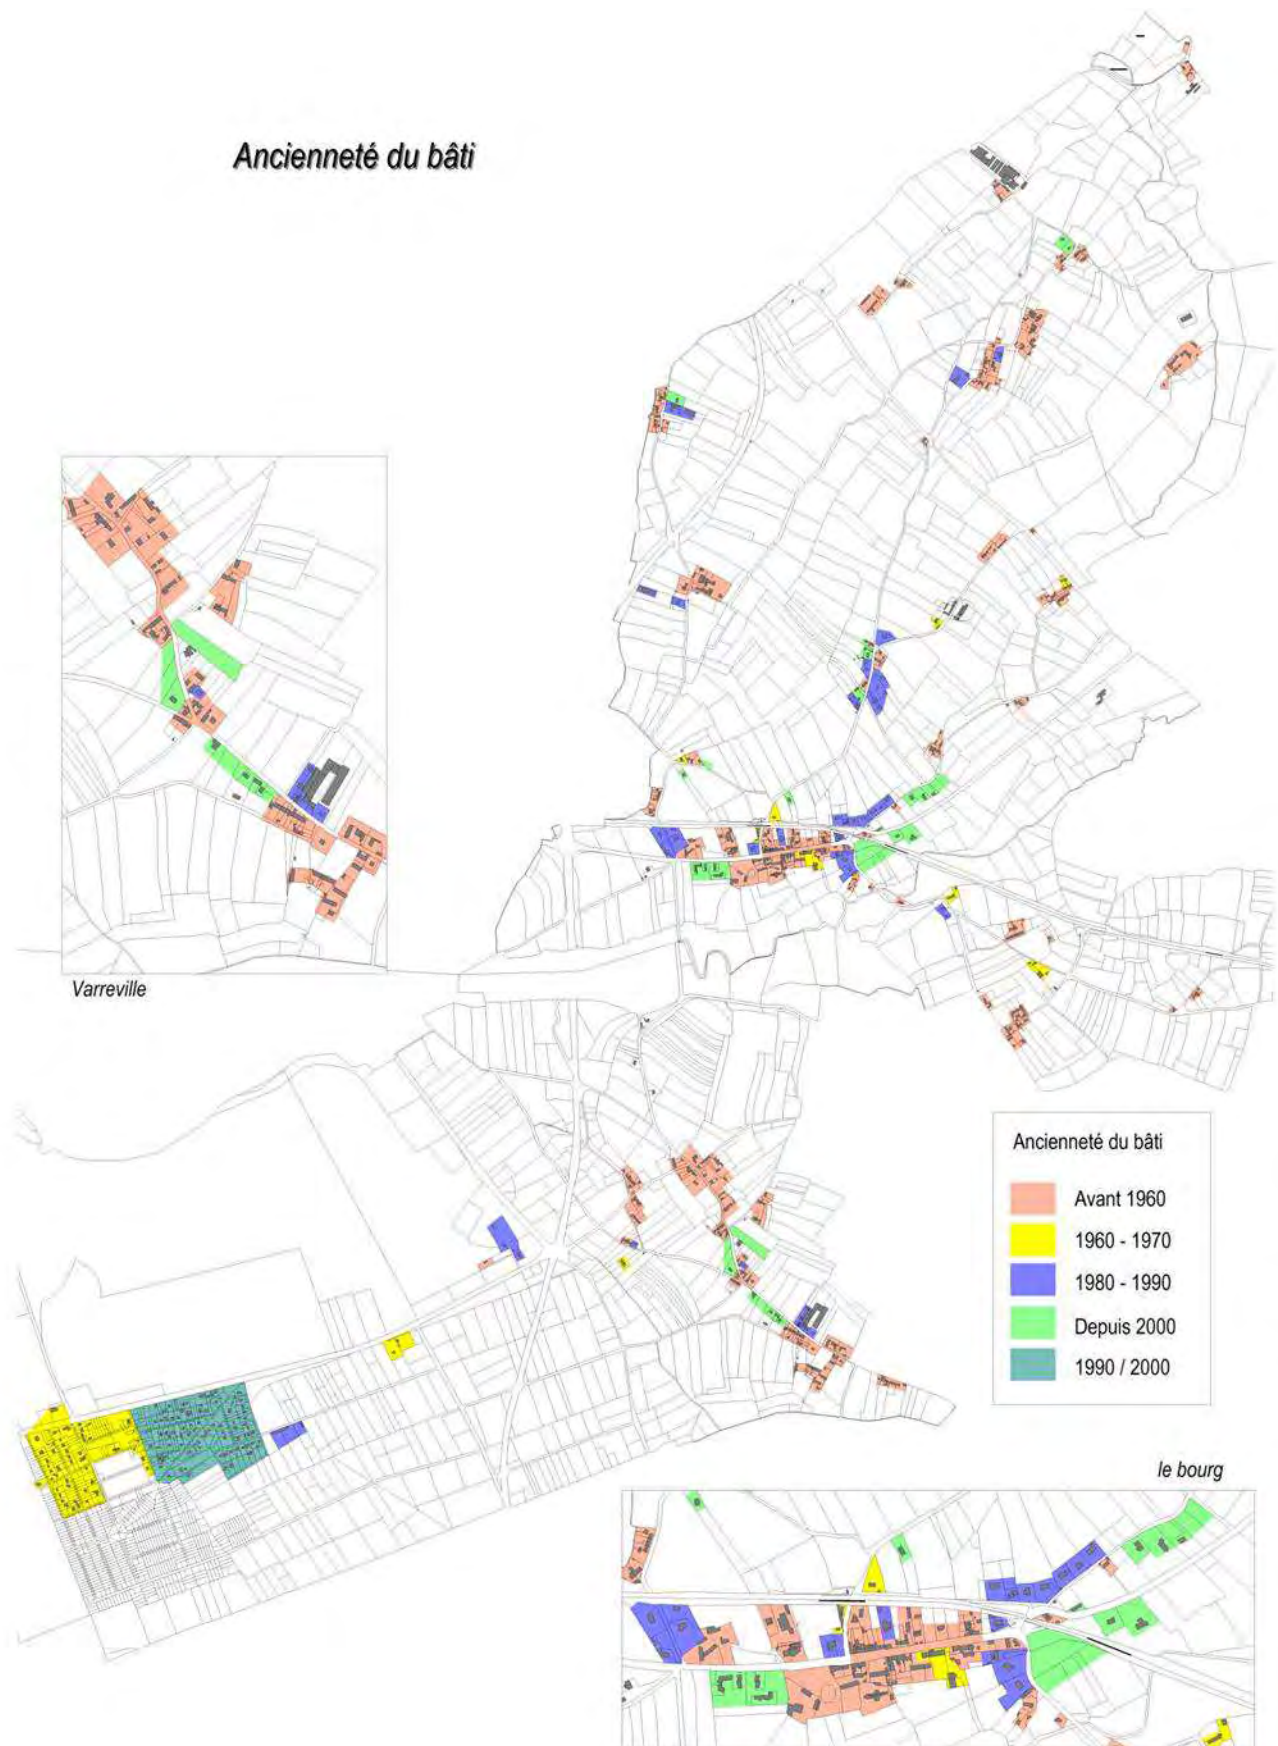 Ancienneté du bâti
Varreville
Ancienneté du bâti
Avant 1960
1960 - 1970
1980 - 1990
Depuis 2000
1990 / 2000
le bourg